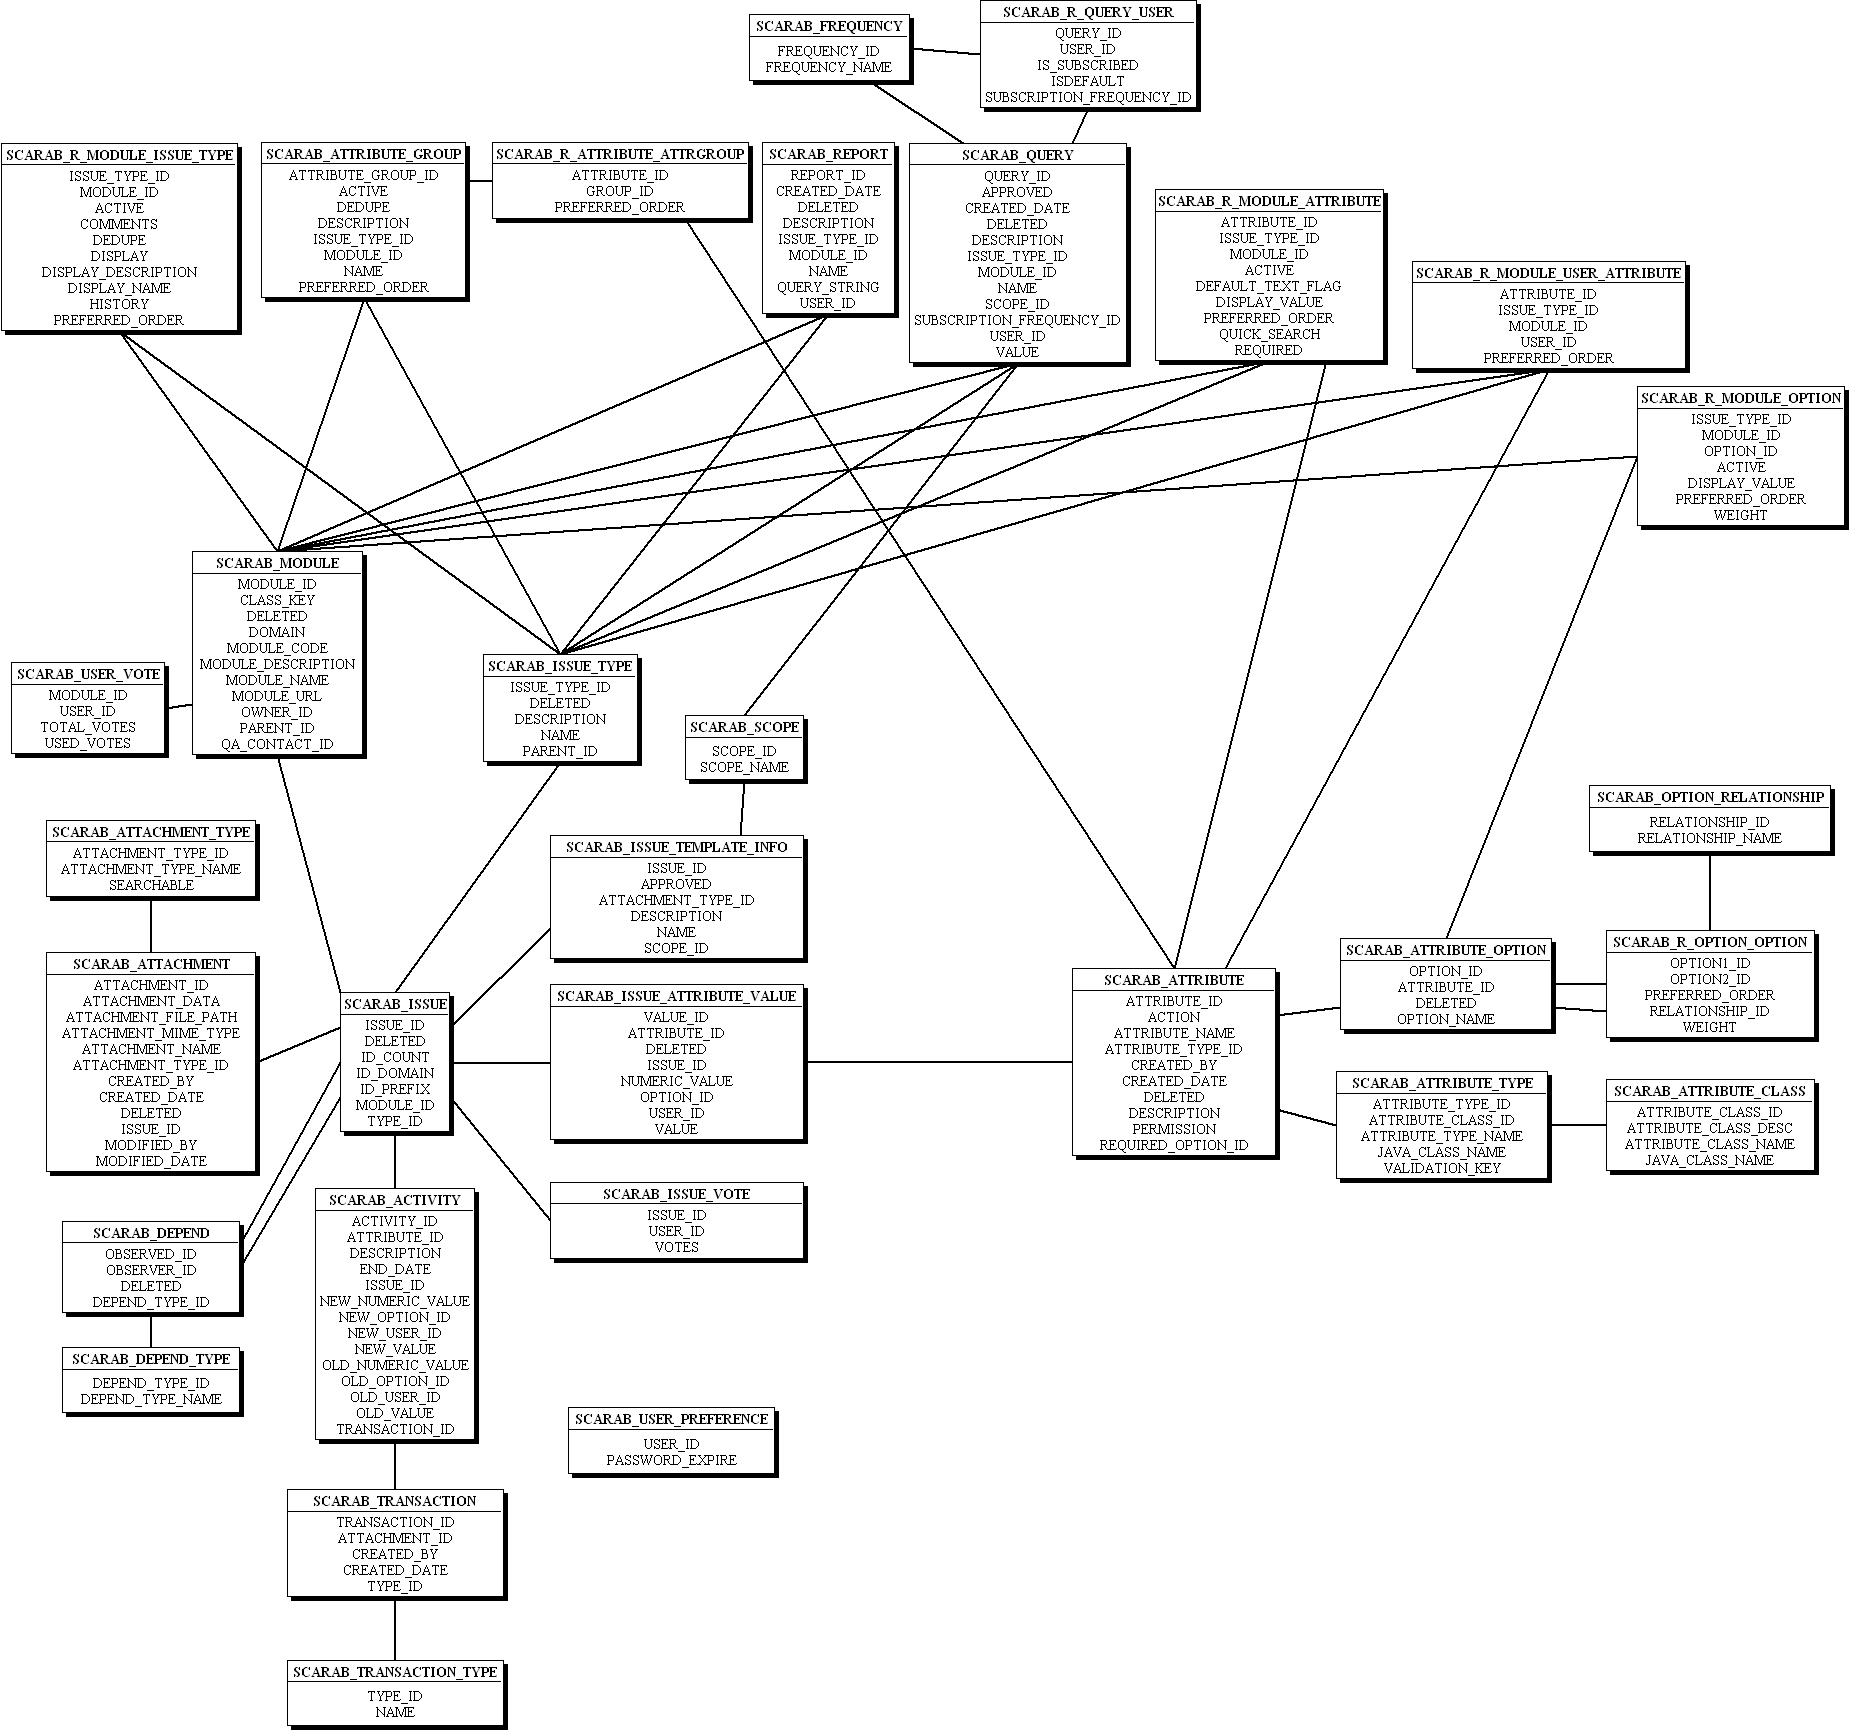 SCARAB_FREQUENCY
FREQUENCY_ID
FREQUENCY_NAME
SCARAB_R_QUERY_USER
QUERY_ID
USER_ID
IS_SUBSCRIBED
ISDEFAULT
SUBSCRIPTION_FREQUENCY_ID
SCARAB_R_MODULE_ISSUE_TYPE
ISSUE_TYPE_ID
MODULE_ID
ACTIVE
COMMENTS
DEDUPE
DISPLAY
DISPLAY_DESCRIPTION
DISPLAY_NAME
HISTORY
PREFERRED_ORDER
SCARAB_ATTRIBUTE_GROUP
ATTRIBUTE_GROUP_ID
ACTIVE
DEDUPE
DESCRIPTION
ISSUE_TYPE_ID
MODULE_ID
NAME
PREFERRED_ORDER
SCARAB_R_ATTRIBUTE_ATTRGROUP
ATTRIBUTE_ID
GROUP_ID
PREFERRED_ORDER
SCARAB_REPORT
REPORT_ID
CREATED_DATE
DELETED
DESCRIPTION
ISSUE_TYPE_ID
MODULE_ID
NAME
QUERY_STRING
USER_ID
SCARAB_QUERY
QUERY_ID
APPROVED
CREATED_DATE
DELETED
DESCRIPTION
ISSUE_TYPE_ID
MODULE_ID
NAME
SCOPE_ID
SUBSCRIPTION_FREQUENCY_ID
USER_ID
VALUE
SCARAB_R_MODULE_ATTRIBUTE
ATTRIBUTE_ID
ISSUE_TYPE_ID
MODULE_ID
ACTIVE
DEFAULT_TEXT_FLAG
DISPLAY_VALUE
PREFERRED_ORDER
QUICK_SEARCH
REQUIRED
SCARAB_R_MODULE_USER_ATTRIBUTE
ATTRIBUTE_ID
ISSUE_TYPE_ID
MODULE_ID
USER_ID
PREFERRED_ORDER
SCARAB_R_MODULE_OPTION
ISSUE_TYPE_ID
MODULE_ID
OPTION_ID
ACTIVE
DISPLAY_VALUE
PREFERRED_ORDER
WEIGHT
SCARAB_MODULE
MODULE_ID
CLASS_KEY
DELETED
DOMAIN
MODULE_CODE
MODULE_DESCRIPTION
MODULE_NAME
MODULE_URL
OWNER_ID
PARENT_ID
QA_CONTACT_ID
SCARAB_USER_VOTE
MODULE_ID
USER_ID
TOTAL_VOTES
USED_VOTES
SCARAB_ISSUE_TYPE
ISSUE_TYPE_ID
DELETED
DESCRIPTION
NAME
PARENT_ID
SCARAB_SCOPE
SCOPE_ID
SCOPE_NAME
SCARAB_OPTION_RELATIONSHIP
RELATIONSHIP_ID
RELATIONSHIP_NAME
SCARAB_ATTACHMENT_TYPE
ATTACHMENT_TYPE_ID
ATTACHMENT_TYPE_NAME
SEARCHABLE
SCARAB_ISSUE_TEMPLATE_INFO
ISSUE_ID
APPROVED
ATTACHMENT_TYPE_ID
DESCRIPTION
NAME
SCOPE_ID
SCARAB_ATTACHMENT
ATTACHMENT_ID
ATTACHMENT_DATA
ATTACHMENT_FILE_PATH
ATTACHMENT_MIME_TYPE
ATTACHMENT_NAME
ATTACHMENT_TYPE_ID
CREATED_BY
CREATED_DATE
DELETED
ISSUE_ID
MODIFIED_BY
MODIFIED_DATE
SCARAB_ISSUE
ISSUE_ID
DELETED
ID_COUNT
ID_DOMAIN
ID_PREFIX
MODULE_ID
TYPE_ID
SCARAB_ISSUE_ATTRIBUTE_VALUE
VALUE_ID
ATTRIBUTE_ID
DELETED
ISSUE_ID
NUMERIC_VALUE
OPTION_ID
USER_ID
VALUE
SCARAB_ATTRIBUTE
ATTRIBUTE_ID
ACTION
ATTRIBUTE_NAME
ATTRIBUTE_TYPE_ID
CREATED_BY
CREATED_DATE
DELETED
DESCRIPTION
PERMISSION
REQUIRED_OPTION_ID
SCARAB_ATTRIBUTE_OPTION
OPTION_ID
ATTRIBUTE_ID
DELETED
OPTION_NAME
SCARAB_R_OPTION_OPTION
OPTION1_ID
OPTION2_ID
PREFERRED_ORDER
RELATIONSHIP_ID
WEIGHT
SCARAB_ATTRIBUTE_TYPE
ATTRIBUTE_TYPE_ID
ATTRIBUTE_CLASS_ID
ATTRIBUTE_TYPE_NAME
JAVA_CLASS_NAME
VALIDATION_KEY
SCARAB_ATTRIBUTE_CLASS
ATTRIBUTE_CLASS_ID
ATTRIBUTE_CLASS_DESC
ATTRIBUTE_CLASS_NAME
JAVA_CLASS_NAME
SCARAB_DEPEND
OBSERVED_ID
OBSERVER_ID
DELETED
DEPEND_TYPE_ID
SCARAB_ACTIVITY
ACTIVITY_ID
ATTRIBUTE_ID
DESCRIPTION
END_DATE
ISSUE_ID
NEW_NUMERIC_VALUE
NEW_OPTION_ID
NEW_USER_ID
NEW_VALUE
OLD_NUMERIC_VALUE
OLD_OPTION_ID
OLD_USER_ID
OLD_VALUE
TRANSACTION_ID
SCARAB_ISSUE_VOTE
ISSUE_ID
USER_ID
VOTES
SCARAB_DEPEND_TYPE
DEPEND_TYPE_ID
DEPEND_TYPE_NAME
SCARAB_USER_PREFERENCE
USER_ID
PASSWORD_EXPIRE
SCARAB_TRANSACTION
TRANSACTION_ID
ATTACHMENT_ID
CREATED_BY
CREATED_DATE
TYPE_ID
SCARAB_TRANSACTION_TYPE
TYPE_ID
NAME